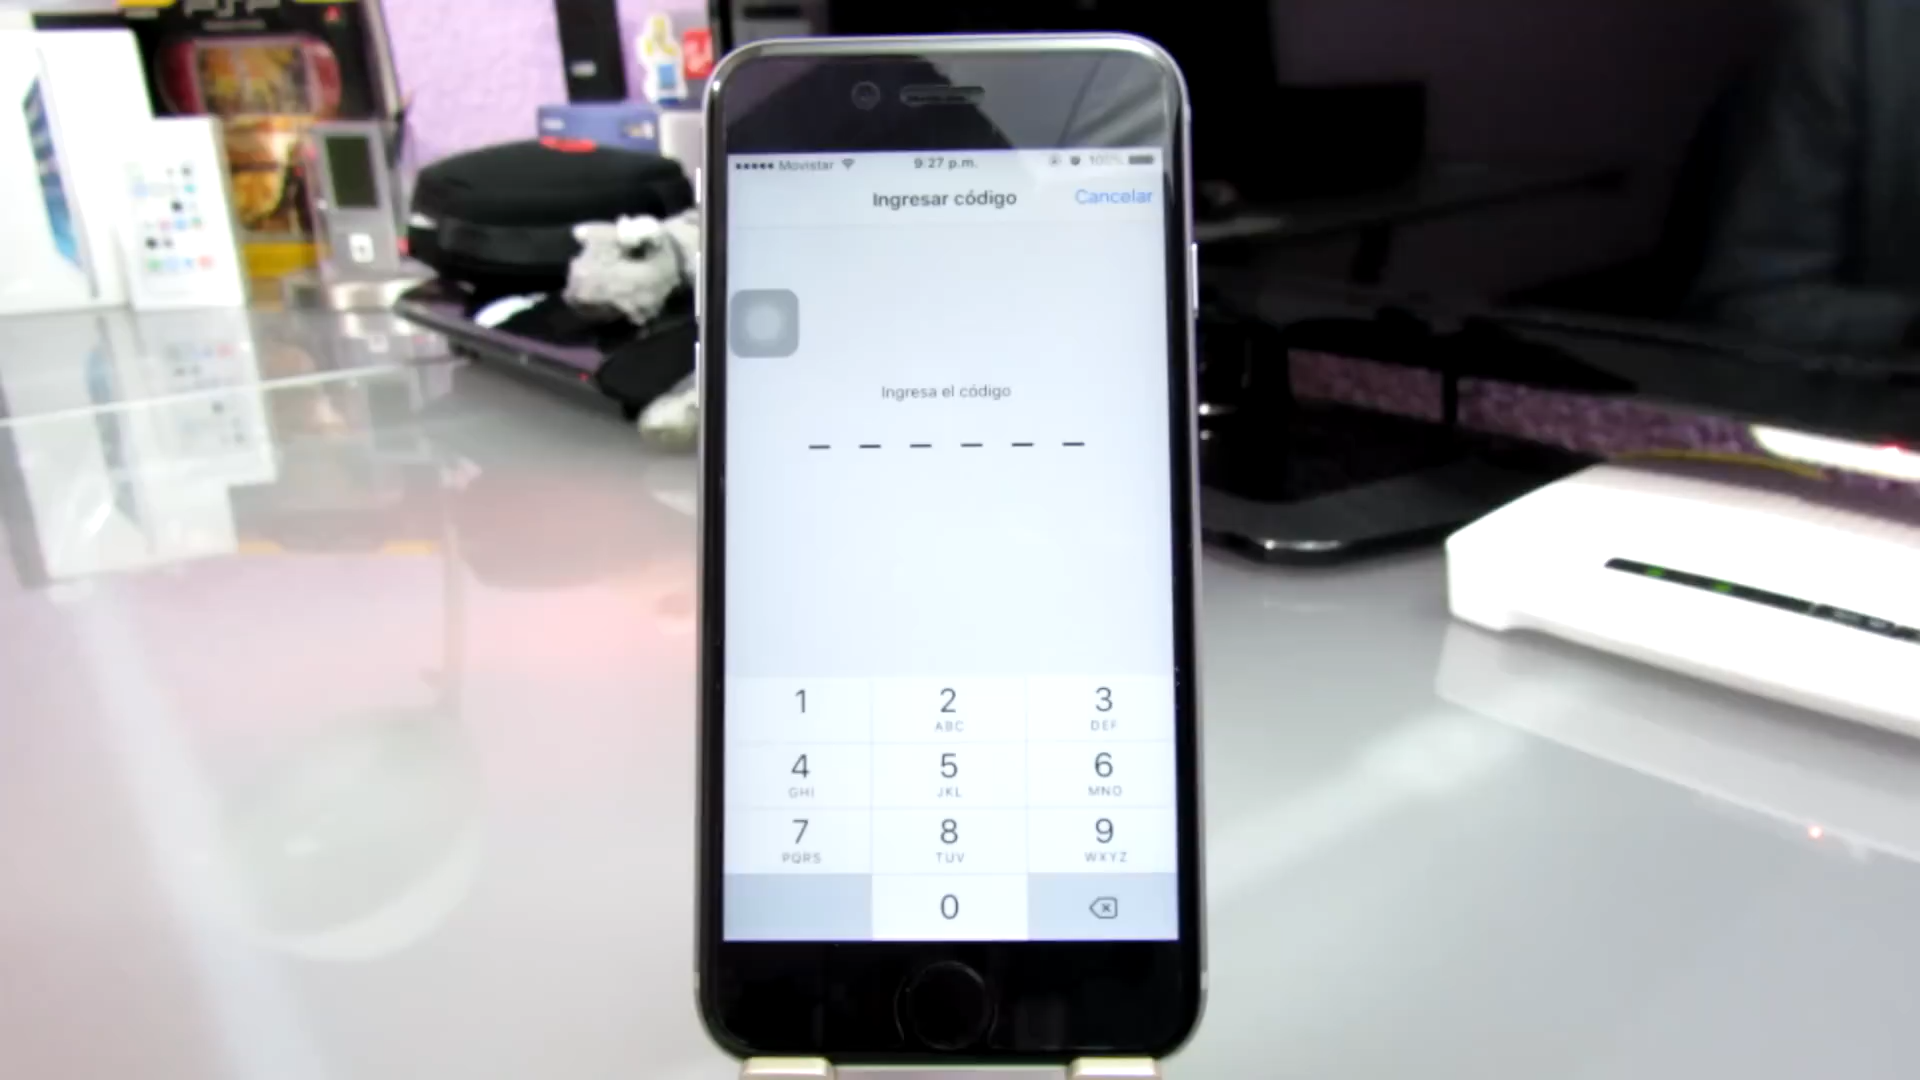 PSP
Movistar 9:27 p.m. 100%
Ingresar código Cancelar
Ingresa el código
1 2 3
ABC DEF
4 5 6
GHI JKL MNO
7 8 9
PQRS TUV WXYZ
0